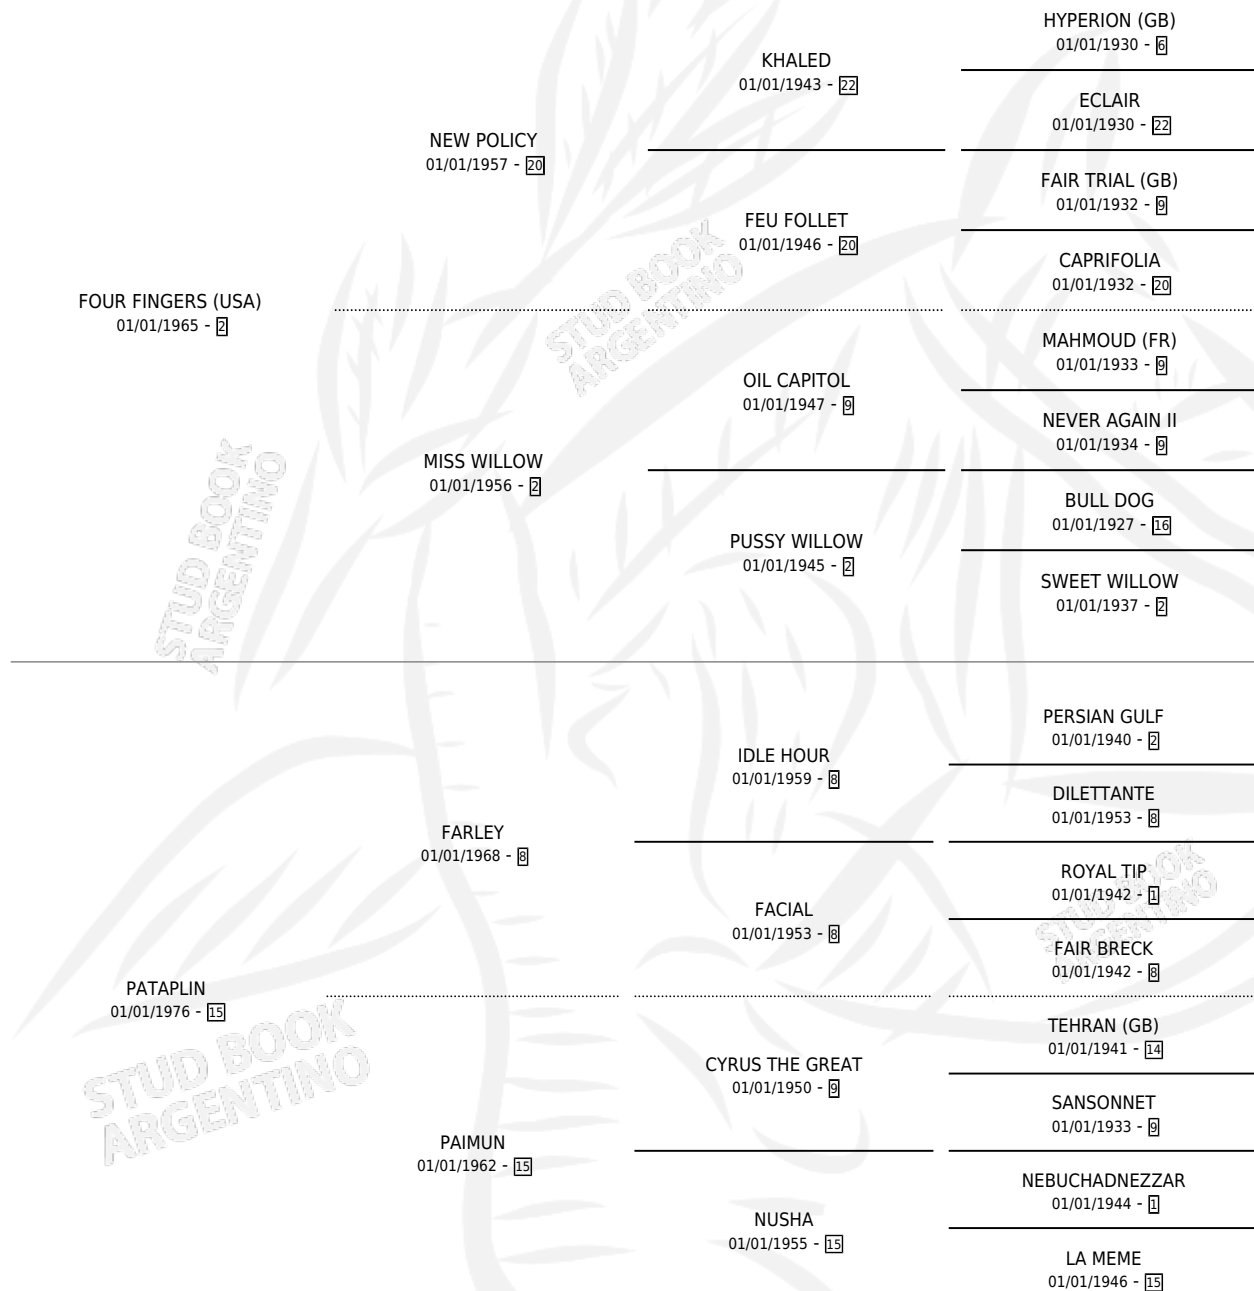 HYPERION (GB)
01/01/1930 - 6
KHALED
01/01/1943 - 22
ECLAIR
01/01/1930 - 22
NEW POLICY
01/01/1957 - 20
FAIR TRIAL (GB)
01/01/1932 - 9
FEU FOLLET
01/01/1946 - 20
CAPRIFOLIA
01/01/1932 - 20
FOUR FINGERS (USA)
01/01/1965 - 2
MAHMOUD (FR)
01/01/1933 - 9
OIL CAPITOL
01/01/1947 - 9
NEVER AGAIN II
01/01/1934 - 9
MISS WILLOW
01/01/1956 - 2
BULL DOG
01/01/1927 - 16
PUSSY WILLOW
01/01/1945 - 2
SWEET WILLOW
01/01/1937 - 2
PERSIAN GULF
01/01/1940 - 2
IDLE HOUR
01/01/1959 - 8
DILETTANTE
01/01/1953 - 8
FARLEY
01/01/1968 - 8
ROYAL TIP
01/01/1942 - 1
FACIAL
01/01/1953 - 8
FAIR BRECK
01/01/1942 - 8
PATAPLIN
01/01/1976 - 15
TEHRAN (GB)
01/01/1941 - 14
CYRUS THE GREAT
01/01/1950 - 9
SANSONNET
01/01/1933 - 9
PAIMUN
01/01/1962 - 15
NEBUCHADNEZZAR
01/01/1944 - 1
NUSHA
01/01/1955 - 15
LA MEME
01/01/1946 - 15
STUD BOOK
ARGENTINO
STUD BOOK
ARGENTINO
STUD BOOK
ARGENTINO
STUD BOOK
ARGENTINO